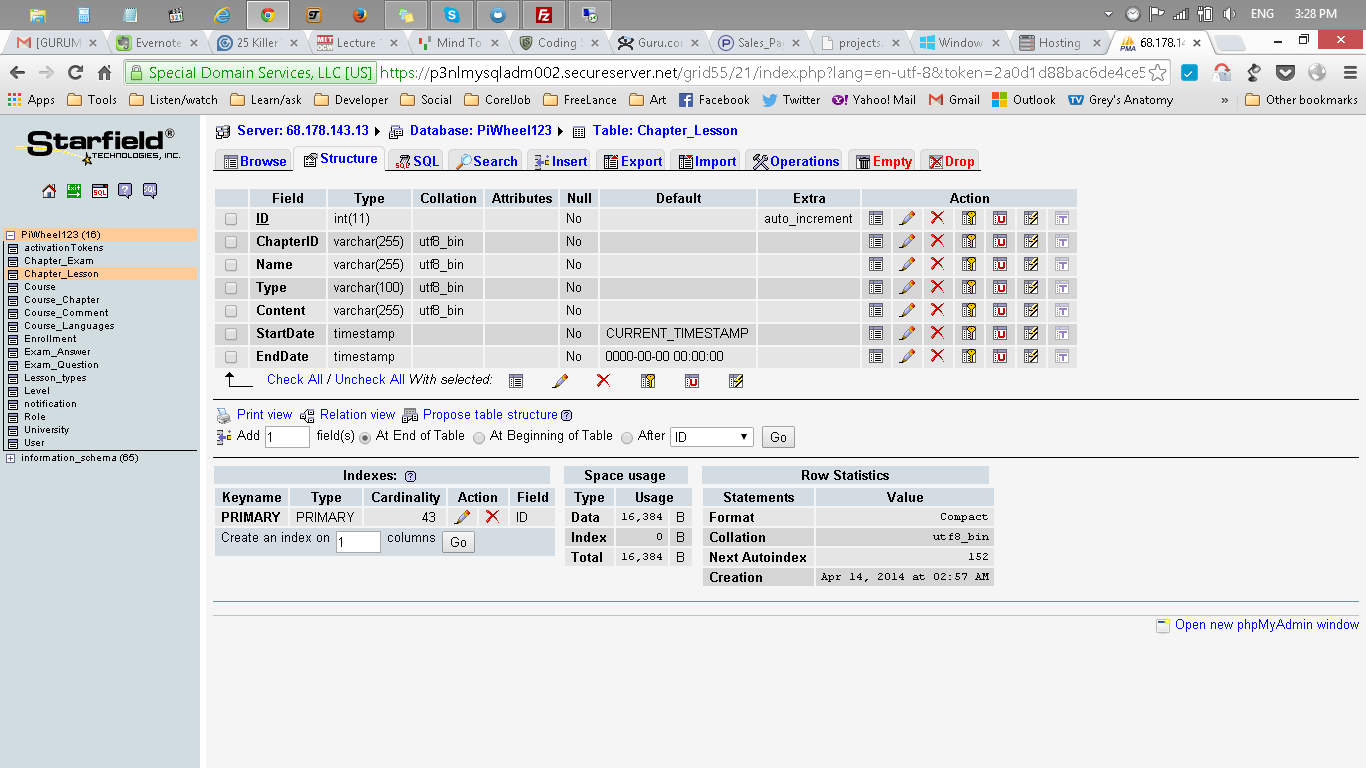 ENG 3:28 PM
[GURUM
Evernote
25 Killer
Lecture
Mind To
Coding
Guru.co
Sales_Pa
projects.
Window
Hosting
68.178.14
Special Domain Services, LLC [US] https://p3nlmysqladm002.secureserver.net/grid55/21/index.php?lang=en-utf-8&token=2a0d1d88bac6de4ce5
Apps Tools Listen/watch Learn/ask Developer Social CorelJob FreeLance Art Facebook Twitter Yahoo! Mail Gmail Outlook Grey's Anatomy » Other bookmarks
Starfield®
TECHNOLOGIES, INC.
PiWheel123 (16)
activationTokens
Chapter_Exam
Chapter_Lesson
Course
Course_Chapter
Course_Comment
Course_Languages
Enrollment
Exam_Answer
Exam_Question
Lesson_types
Level
notification
Role
University
User
information_schema (65)
Server: 68.178.143.13 Database: PiWheel123 Table: Chapter_Lesson
Browse Structure SQL Search Insert Export Import Operations Empty Drop
Field Type Collation Attributes Null Default Extra Action
ID int(11) No auto_increment
ChapterID varchar(255) utf8_bin No
Name varchar(255) utf8_bin No
Type varchar(100) utf8_bin No
Content varchar(255) utf8_bin No
StartDate timestamp No CURRENT_TIMESTAMP
EndDate timestamp No 0000-00-00 00:00:00
Check All / Uncheck All With selected:
Print view Relation view Propose table structure
Add 1 field(s) At End of Table At Beginning of Table After ID Go
Indexes:
Keyname Type Cardinality Action Field
PRIMARY PRIMARY 43 ID
Create an index on 1 columns Go
Space usage
Type Usage
Data 16,384 B
Index 0 B
Total 16,384 B
Row Statistics
Statements Value
Format Compact
Collation utf8_bin
Next Autoindex 152
Creation Apr 14, 2014 at 02:57 AM
Open new phpMyAdmin window